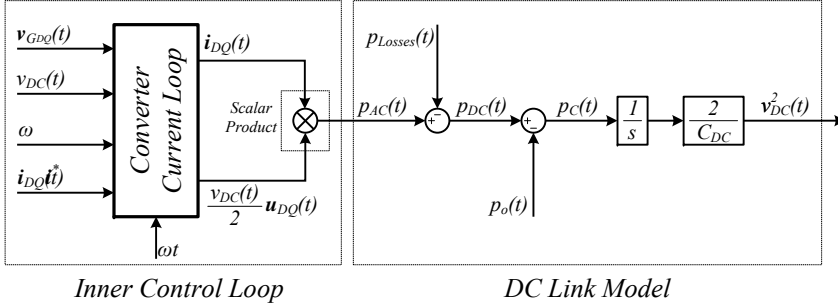 v_GDQ(t)
v_DC(t)
ω
Converter
Current Loop
ωt
i_DQ(t)
Scalar
Product
v_DC(t)/2 u_DQ(t)
p_AC(t)
p_Losses(t)
+ −
p_DC(t)
+ −
p_o(t)
p_C(t)
1/s
2/C_DC
v²_DC(t)
Inner Control Loop
DC Link Model